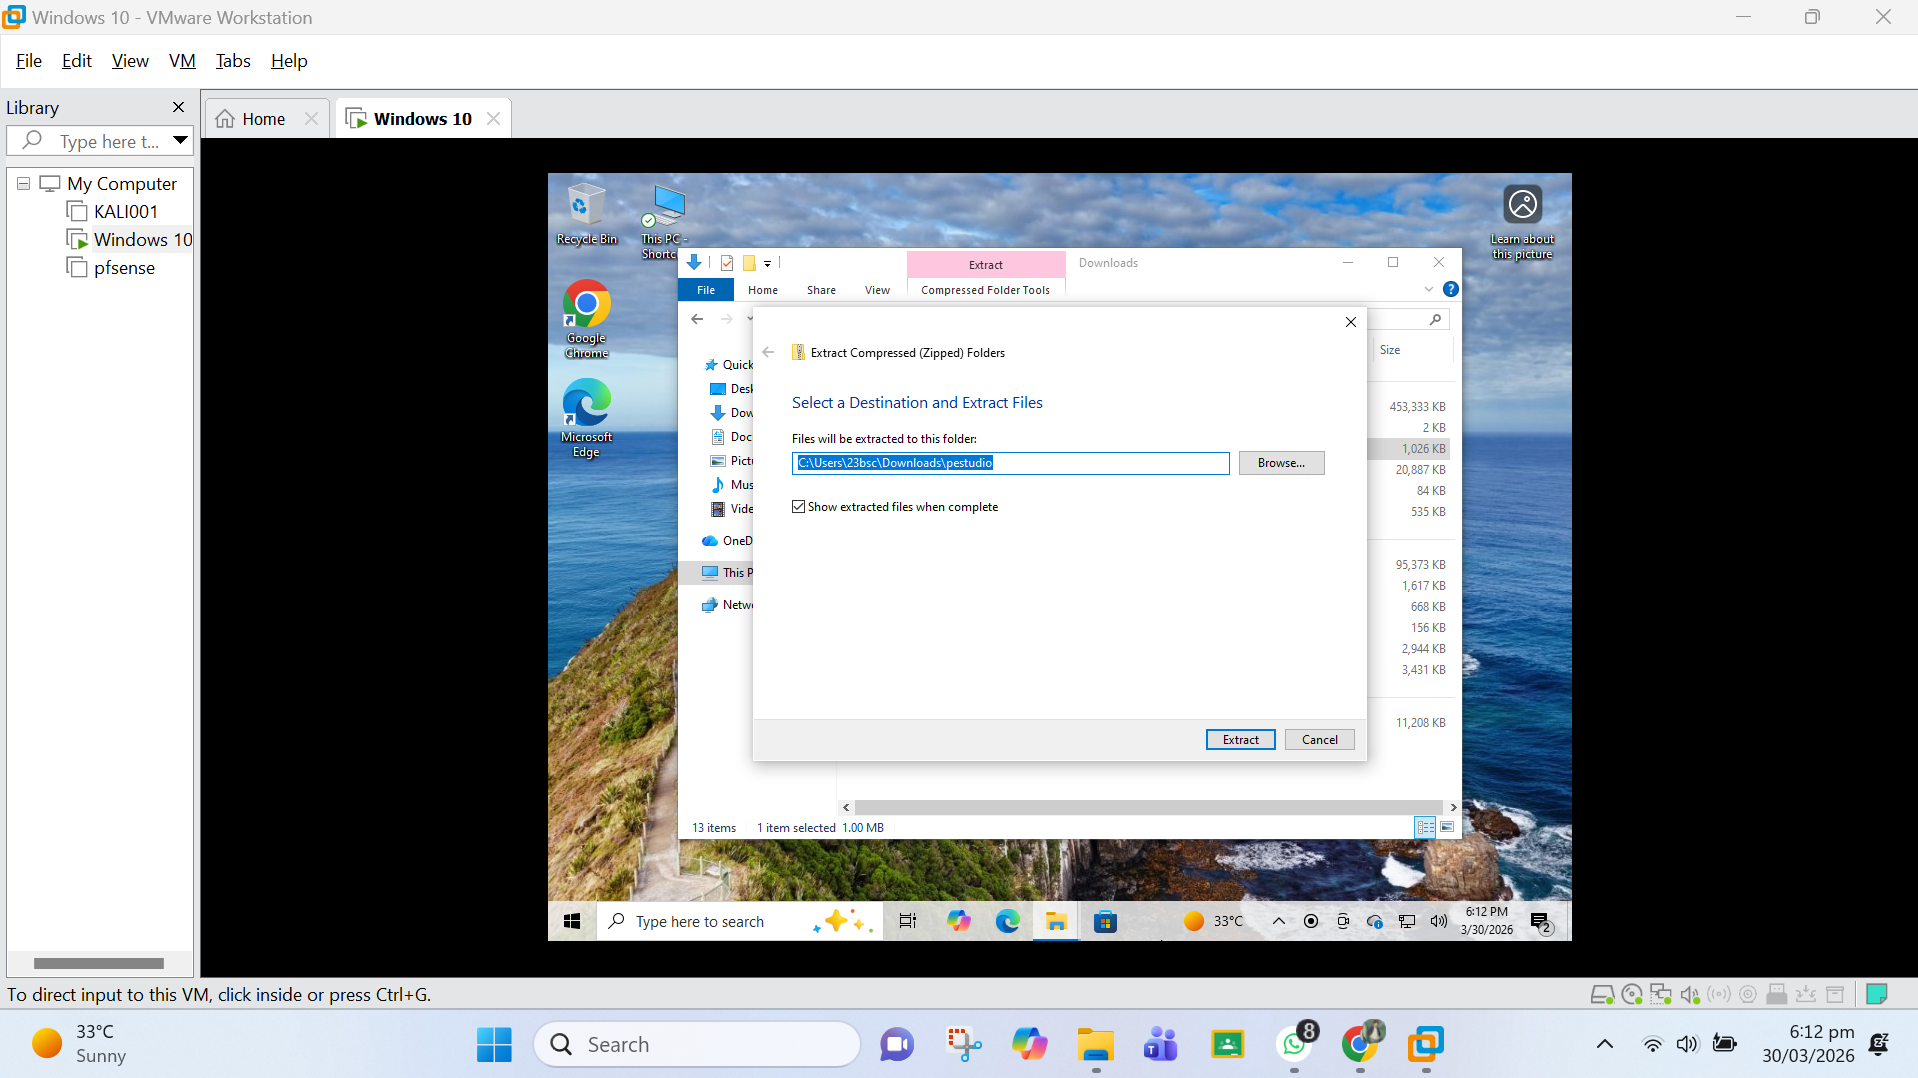 Windows 10 - VMware Workstation
File Edit View VM Tabs Help
Library
Type here t...
My Computer
KALI001
Windows 10
pfsense
Home
Windows 10
Recycle Bin
This PC -
Shortc
Learn about
this picture
Google
Chrome
Microsoft
Edge
Extract
Downloads
File Home Share View Compressed Folder Tools
Quick
Desk
Dow
Doc
Pict
Mus
Vide
OneD
This P
Netwo
Size
453,333 KB
2 KB
1,026 KB
20,887 KB
84 KB
535 KB
95,373 KB
1,617 KB
668 KB
156 KB
2,944 KB
3,431 KB
11,208 KB
Extract Compressed (Zipped) Folders
Select a Destination and Extract Files
Files will be extracted to this folder:
C:\Users\23bsc\Downloads\pestudio
Browse...
Show extracted files when complete
Extract Cancel
13 items 1 item selected 1.00 MB
Type here to search
33°C
6:12 PM
3/30/2026
2
To direct input to this VM, click inside or press Ctrl+G.
33°C
Sunny
Search
8
6:12 pm
30/03/2026